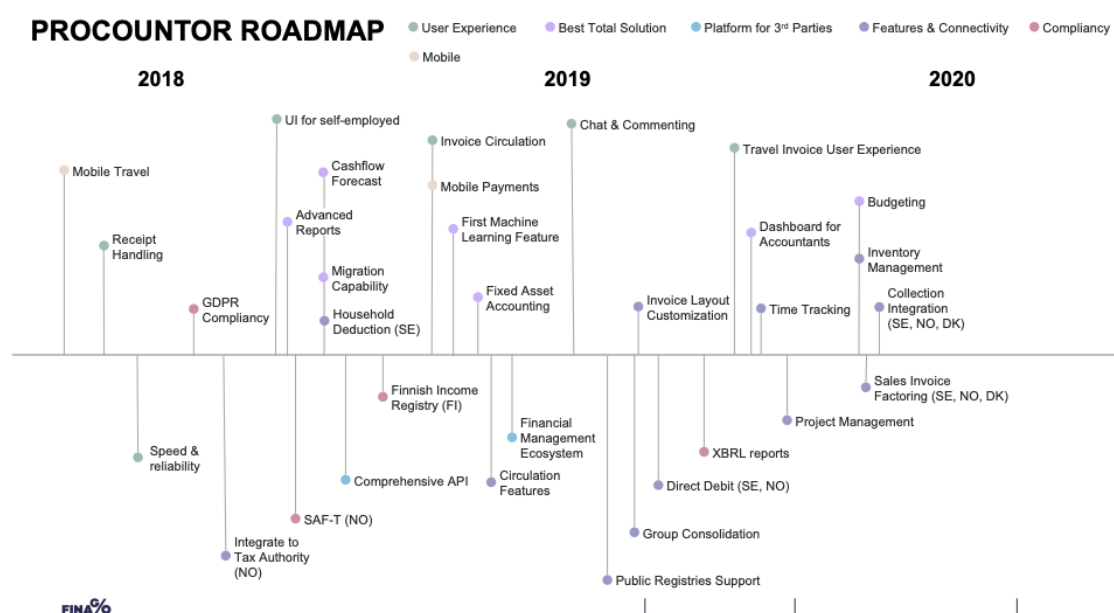 PROCOUNTOR ROADMAP
User Experience
Best Total Solution
Platform for 3rd Parties
Features & Connectivity
Compliancy
Mobile
2018
2019
2020
UI for self-employed
Chat & Commenting
Invoice Circulation
Travel Invoice User Experience
Mobile Travel
Cashflow
Forecast
Mobile Payments
Budgeting
Advanced
Reports
First Machine
Learning Feature
Dashboard for
Accountants
Receipt
Handling
Inventory
Management
Migration
Capability
Fixed Asset
Accounting
Collection
Integration
(SE, NO, DK)
GDPR
Compliancy
Household
Deduction (SE)
Invoice Layout
Customization
Time Tracking
Finnish Income
Registry (FI)
Sales Invoice
Factoring (SE, NO, DK)
Project Management
Financial
Management
Ecosystem
Speed &
reliability
XBRL reports
Comprehensive API
Circulation
Features
Direct Debit (SE, NO)
SAF-T (NO)
Group Consolidation
Integrate to
Tax Authority
(NO)
Public Registries Support
FINAGO